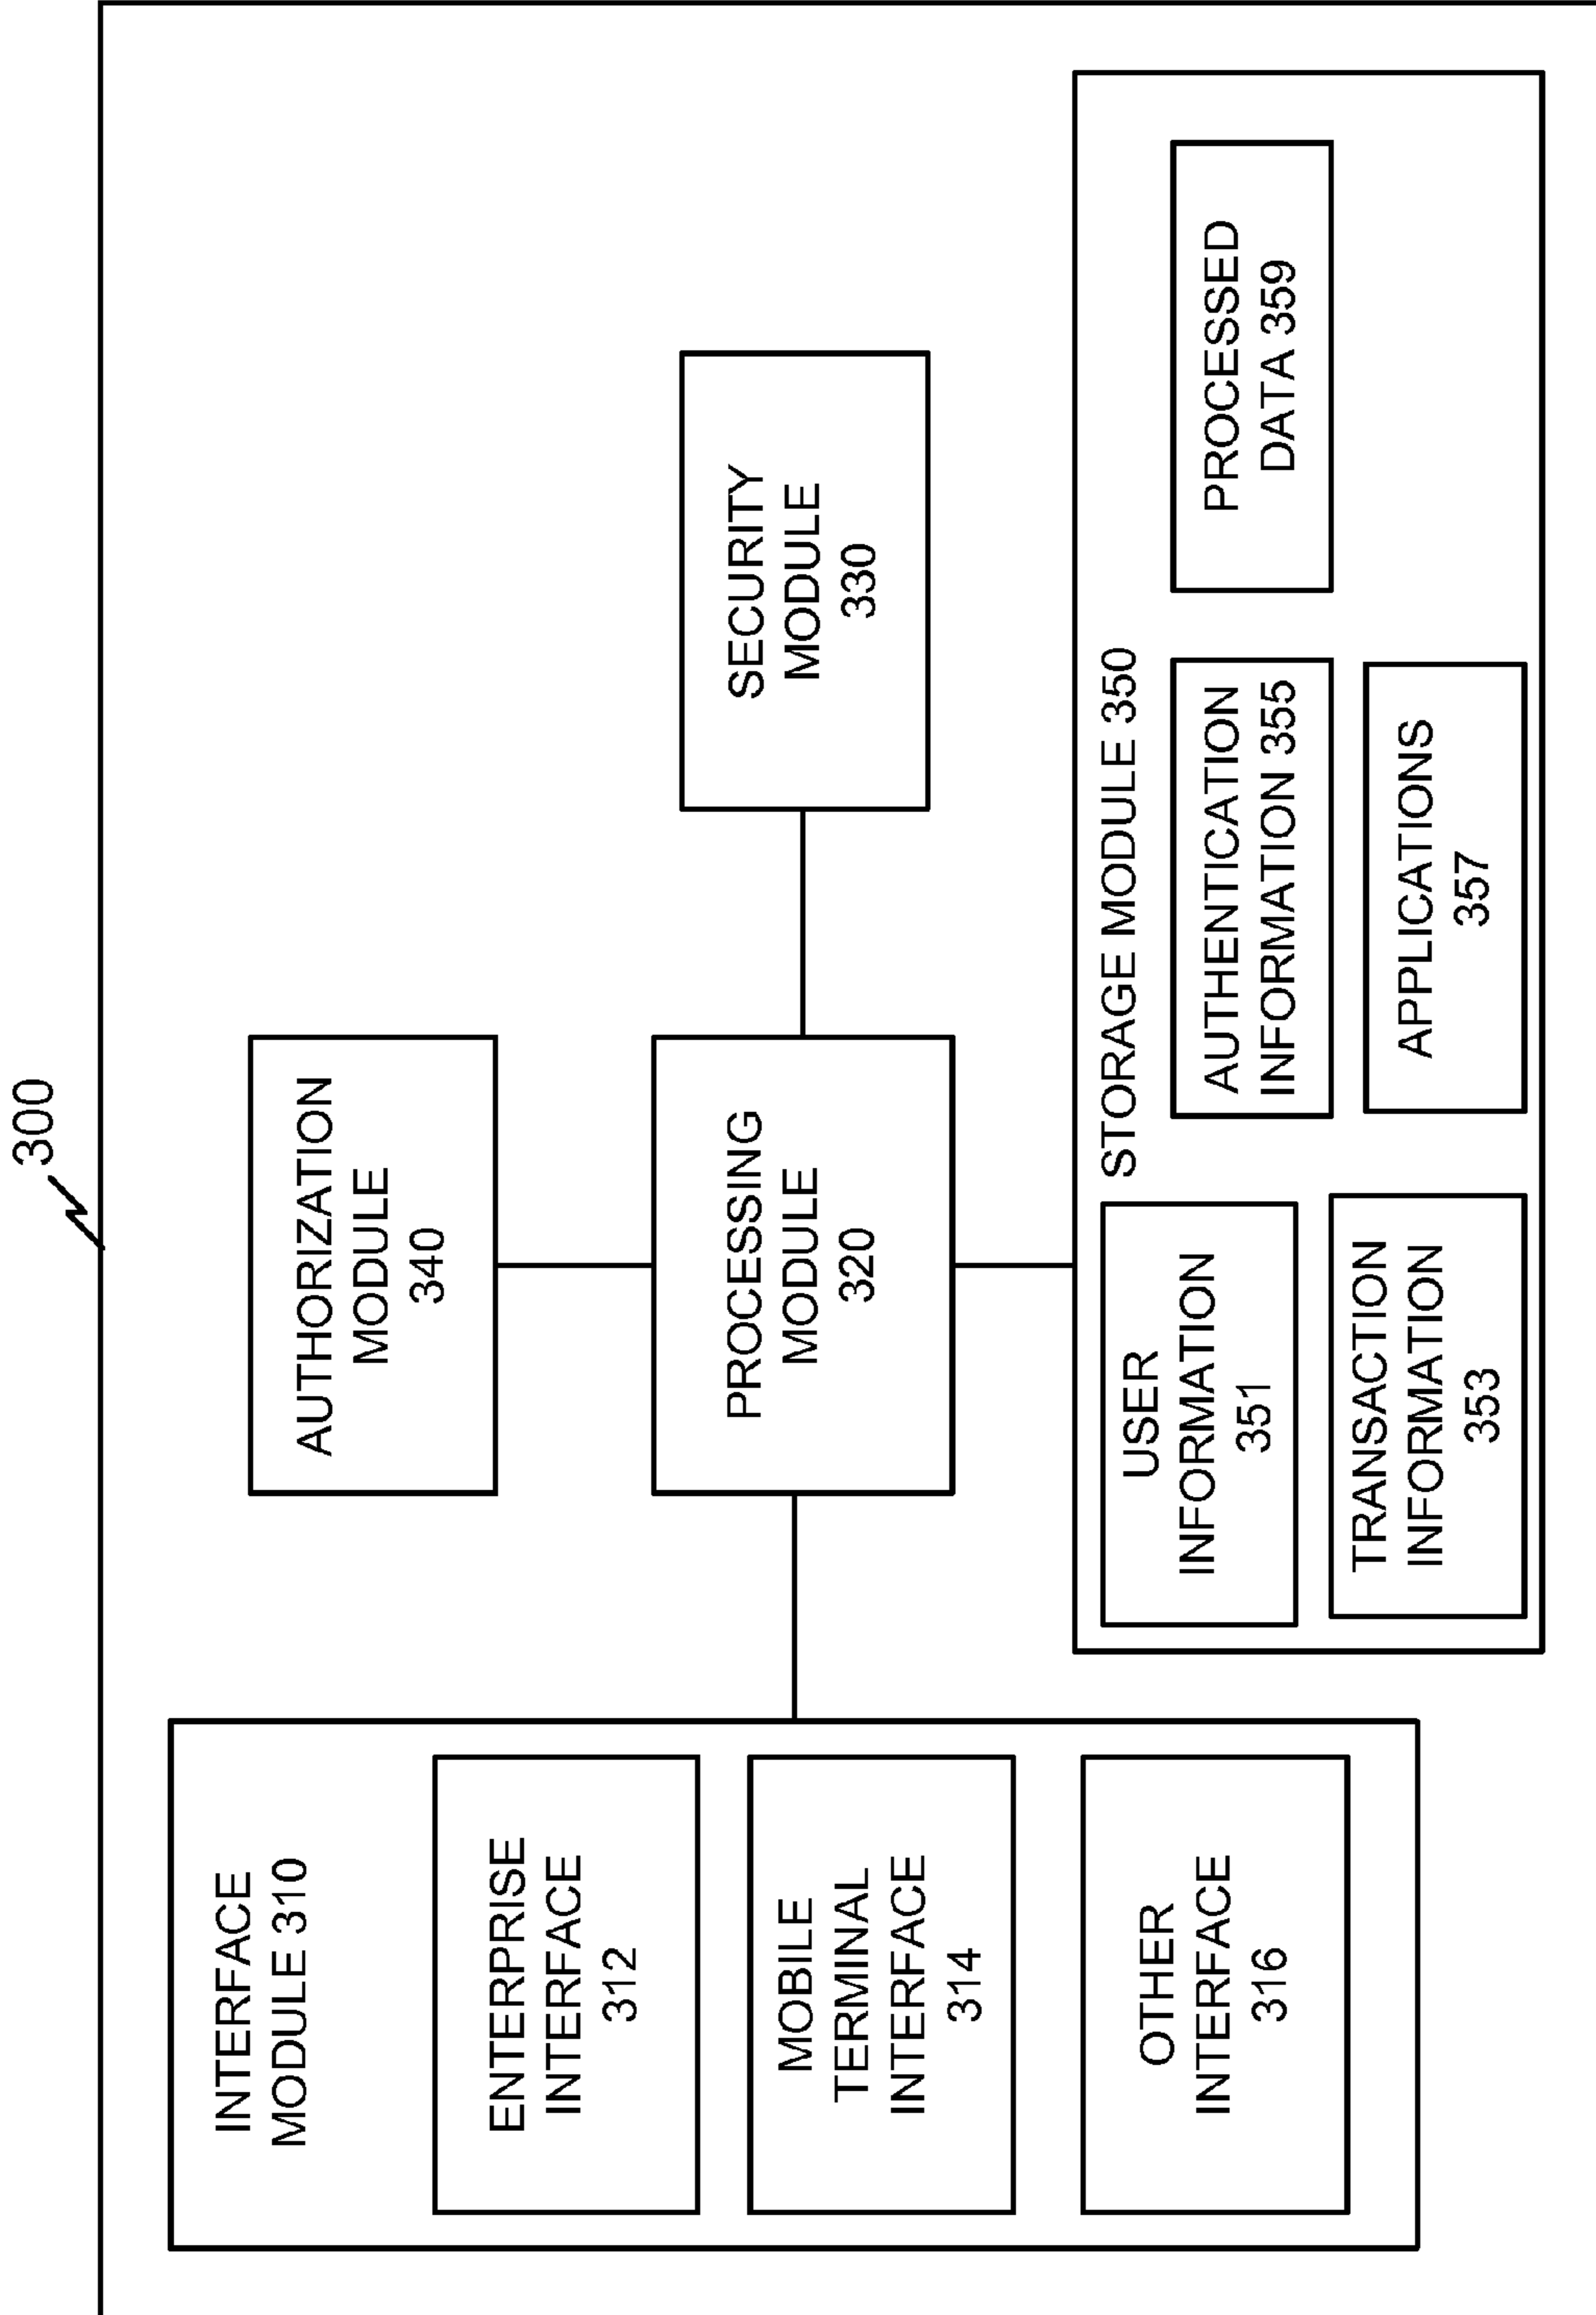 300
INTERFACE
MODULE 310
ENTERPRISE
INTERFACE
312
MOBILE
TERMINAL
INTERFACE
314
OTHER
INTERFACE
316
AUTHORIZATION
MODULE
340
PROCESSING
MODULE
320
SECURITY
MODULE
330
STORAGE MODULE 350
USER
INFORMATION
351
TRANSACTION
INFORMATION
353
AUTHENTICATION
INFORMATION 355
APPLICATIONS
357
PROCESSED
DATA 359